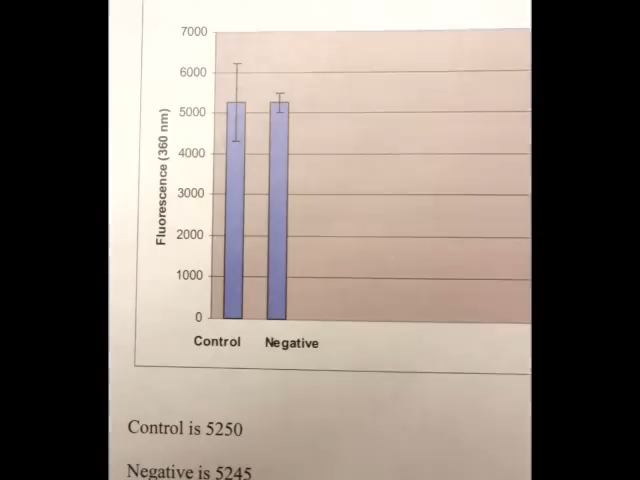 7000
6000
5000
4000
3000
2000
1000
0
Fluorescence (360 nm)
Control Negative
Control is 5250
Negative is 5245